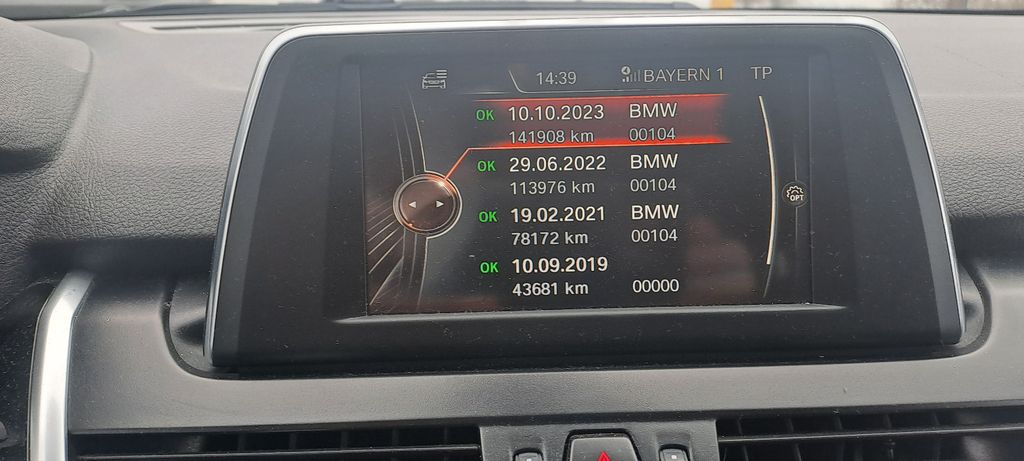 14:39 BAYERN 1 TP
OK 10.10.2023 BMW
141908 km 00104
OK 29.06.2022 BMW
113976 km 00104
OK 19.02.2021 BMW
78172 km 00104
OK 10.09.2019
43681 km 00000
OPT